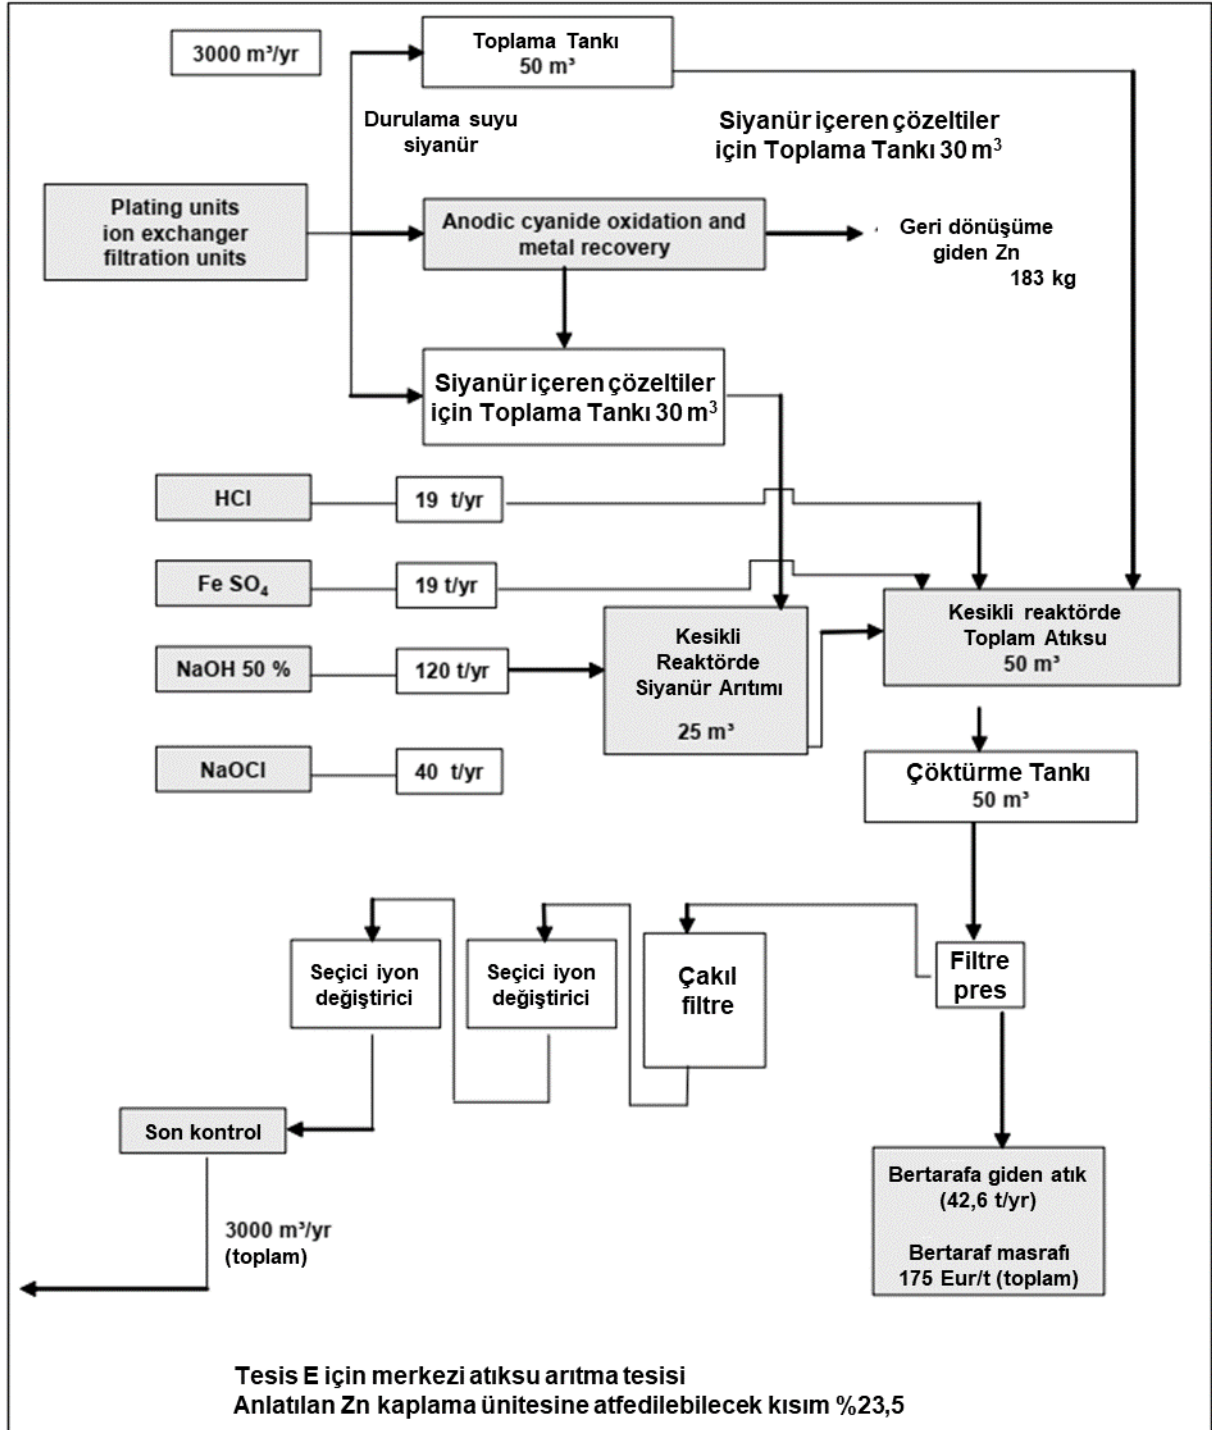 3000 m³/yr
Toplama Tankı
50 m³
Durulama suyu
siyanür
Siyanür içeren çözeltiler
için Toplama Tankı 30 m³
Plating units
ion exchanger
filtration units
Anodic cyanide oxidation and
metal recovery
Geri dönüşüme
giden Zn
183 kg
Siyanür içeren çözeltiler
için Toplama Tankı 30 m³
HCl
19 t/yr
Fe SO₄
19 t/yr
NaOH 50 %
120 t/yr
NaOCl
40 t/yr
Kesikli
Reaktörde
Siyanür Arıtımı
25 m³
Kesikli reaktörde
Toplam Atıksu
50 m³
Çöktürme Tankı
50 m³
Seçici iyon
değiştirici
Seçici iyon
değiştirici
Çakıl
filtre
Filtre
pres
Son kontrol
3000 m³/yr
(toplam)
Bertarafa giden atık
(42,6 t/yr)
Bertaraf masrafı
175 Eur/t (toplam)
Tesis E için merkezi atıksu arıtma tesisi
Anlatılan Zn kaplama ünitesine atfedilebilecek kısım %23,5